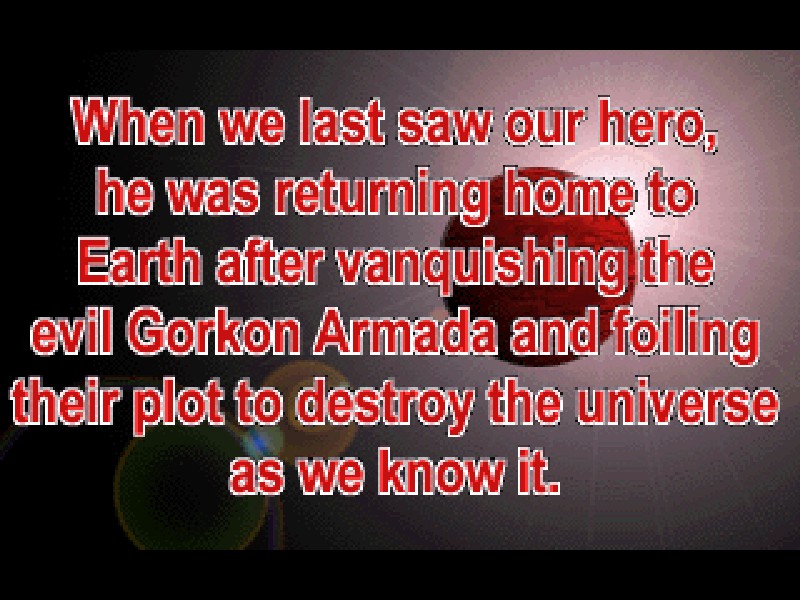 When we last saw our hero,
he was returning home to
Earth after vanquishing the
evil Gorkon Armada and foiling
their plot to destroy the universe
as we know it.